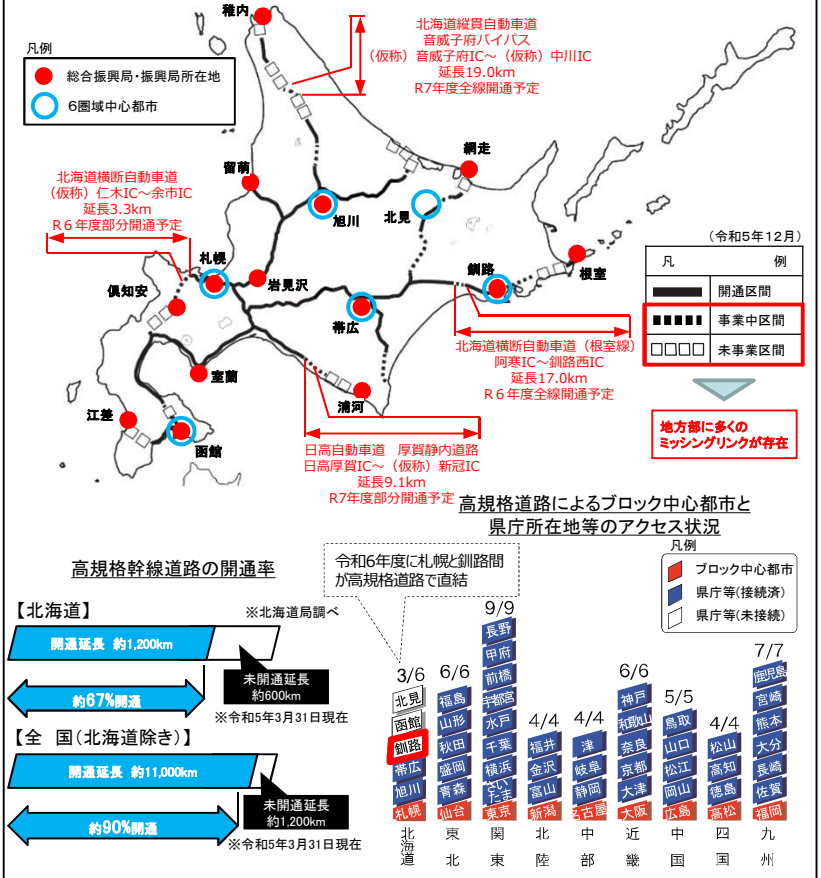 稚内
凡例
総合振興局・振興局所在地
6圏域中心都市
北海道縦貫自動車道
音威子府バイパス
（仮称）音威子府IC～（仮称）中川IC
延長19.0km
R7年度全線開通予定
網走
留萌
旭川
北見
北海道横断自動車道
（仮称）仁木IC～余市IC
延長3.3km
R６年度部分開通予定
札幌
倶知安
岩見沢
釧路
根室
帯広
室蘭
浦河
江差
函館
北海道横断自動車道（根室線）
阿寒IC～釧路西IC
延長17.0km
R６年度全線開通予定
日高自動車道　厚賀静内道路
日高厚賀IC～（仮称）新冠IC
延長9.1km
R7年度部分開通予定
（令和5年12月）
凡　例
開通区間
事業中区間
未事業区間
地方部に多くの
ミッシングリンクが存在
高規格幹線道路の開通率
【北海道】
※北海道局調べ
開通延長 約1,200km
未開通延長
約600km
約67%開通
※令和5年3月31日現在
【全　国（北海道除き）】
開通延長 約11,000km
未開通延長
約1,200km
約90%開通
※令和5年3月31日現在
高規格道路によるブロック中心都市と
県庁所在地等のアクセス状況
凡例
ブロック中心都市
県庁等(接続済)
県庁等(未接続)
令和6年度に札幌と釧路間
が高規格道路で直結
3/6
北見
函館
釧路
帯広
旭川
札幌
北海道
6/6
福島
山形
秋田
盛岡
青森
仙台
東北
9/9
長野
甲府
前橋
宇都宮
水戸
千葉
横浜
さいたま
東京
関東
4/4
福井
金沢
富山
新潟
北陸
4/4
津
岐阜
静岡
名古屋
中部
6/6
神戸
和歌山
奈良
京都
大津
大阪
近畿
5/5
鳥取
山口
松江
岡山
広島
中国
4/4
松山
高知
徳島
高松
四国
7/7
鹿児島
宮崎
熊本
大分
長崎
佐賀
福岡
九州